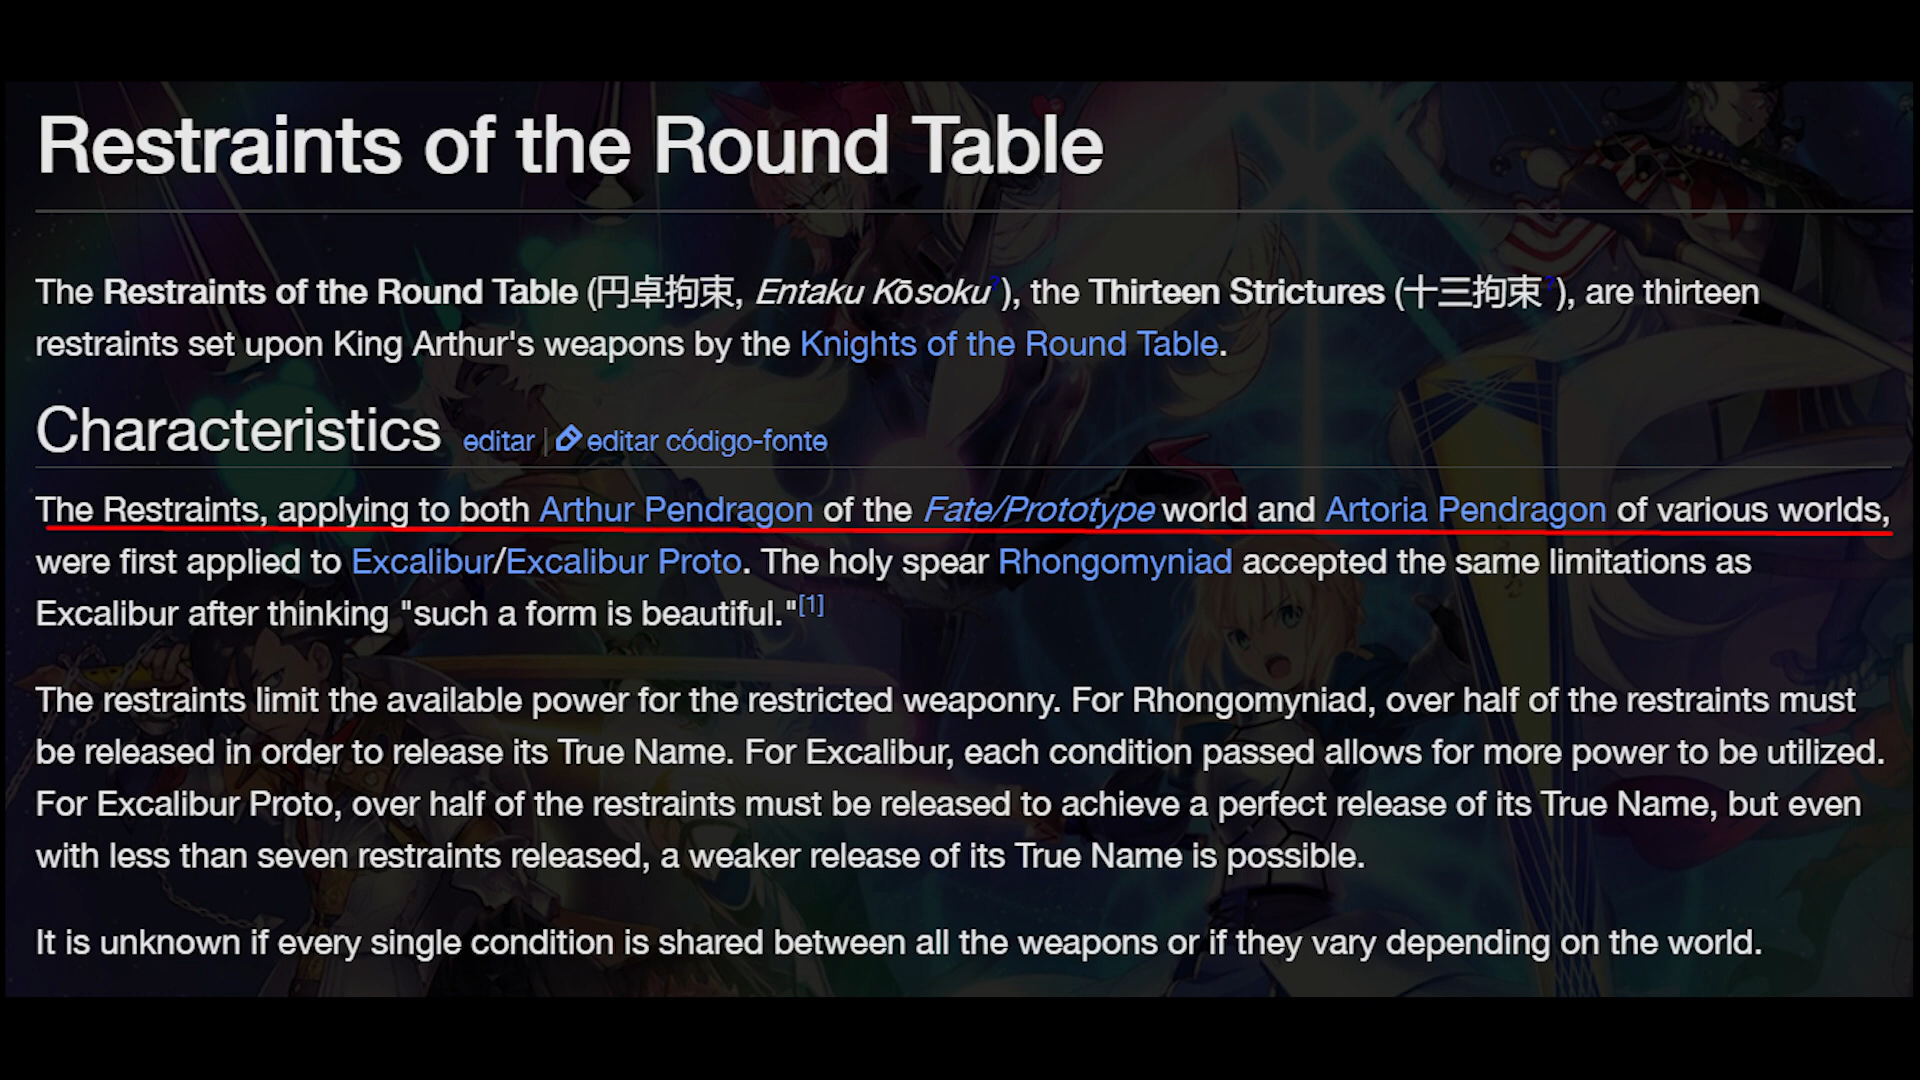 Restraints of the Round Table
The Restraints of the Round Table (円卓拘束, Entaku Kōsoku?), the Thirteen Strictures (十三拘束?), are thirteen
restraints set upon King Arthur's weapons by the Knights of the Round Table.
Characteristics editar | editar código-fonte
The Restraints, applying to both Arthur Pendragon of the Fate/Prototype world and Artoria Pendragon of various worlds,
were first applied to Excalibur/Excalibur Proto. The holy spear Rhongomyniad accepted the same limitations as
Excalibur after thinking "such a form is beautiful."[1]
The restraints limit the available power for the restricted weaponry. For Rhongomyniad, over half of the restraints must
be released in order to release its True Name. For Excalibur, each condition passed allows for more power to be utilized.
For Excalibur Proto, over half of the restraints must be released to achieve a perfect release of its True Name, but even
with less than seven restraints released, a weaker release of its True Name is possible.
It is unknown if every single condition is shared between all the weapons or if they vary depending on the world.